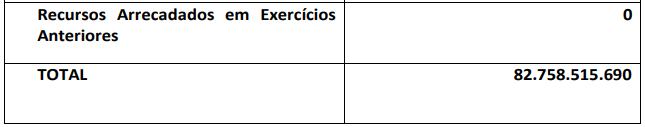 Recursos Arrecadados em Exercícios 0
Anteriores
TOTAL 82.758.515.690